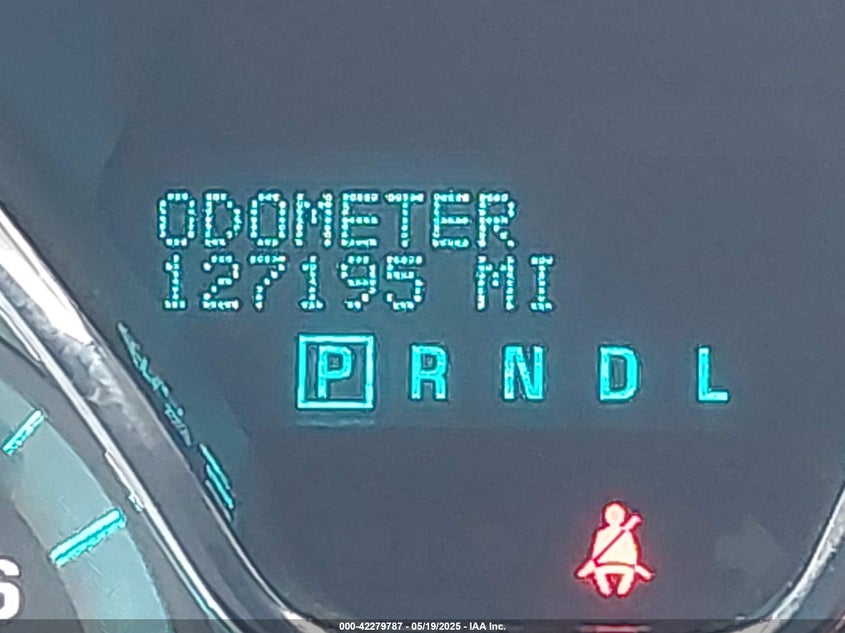 ODOMETER
127195 MI
P R N D L
000-42279787 - 05/19/2025 - IAA Inc.